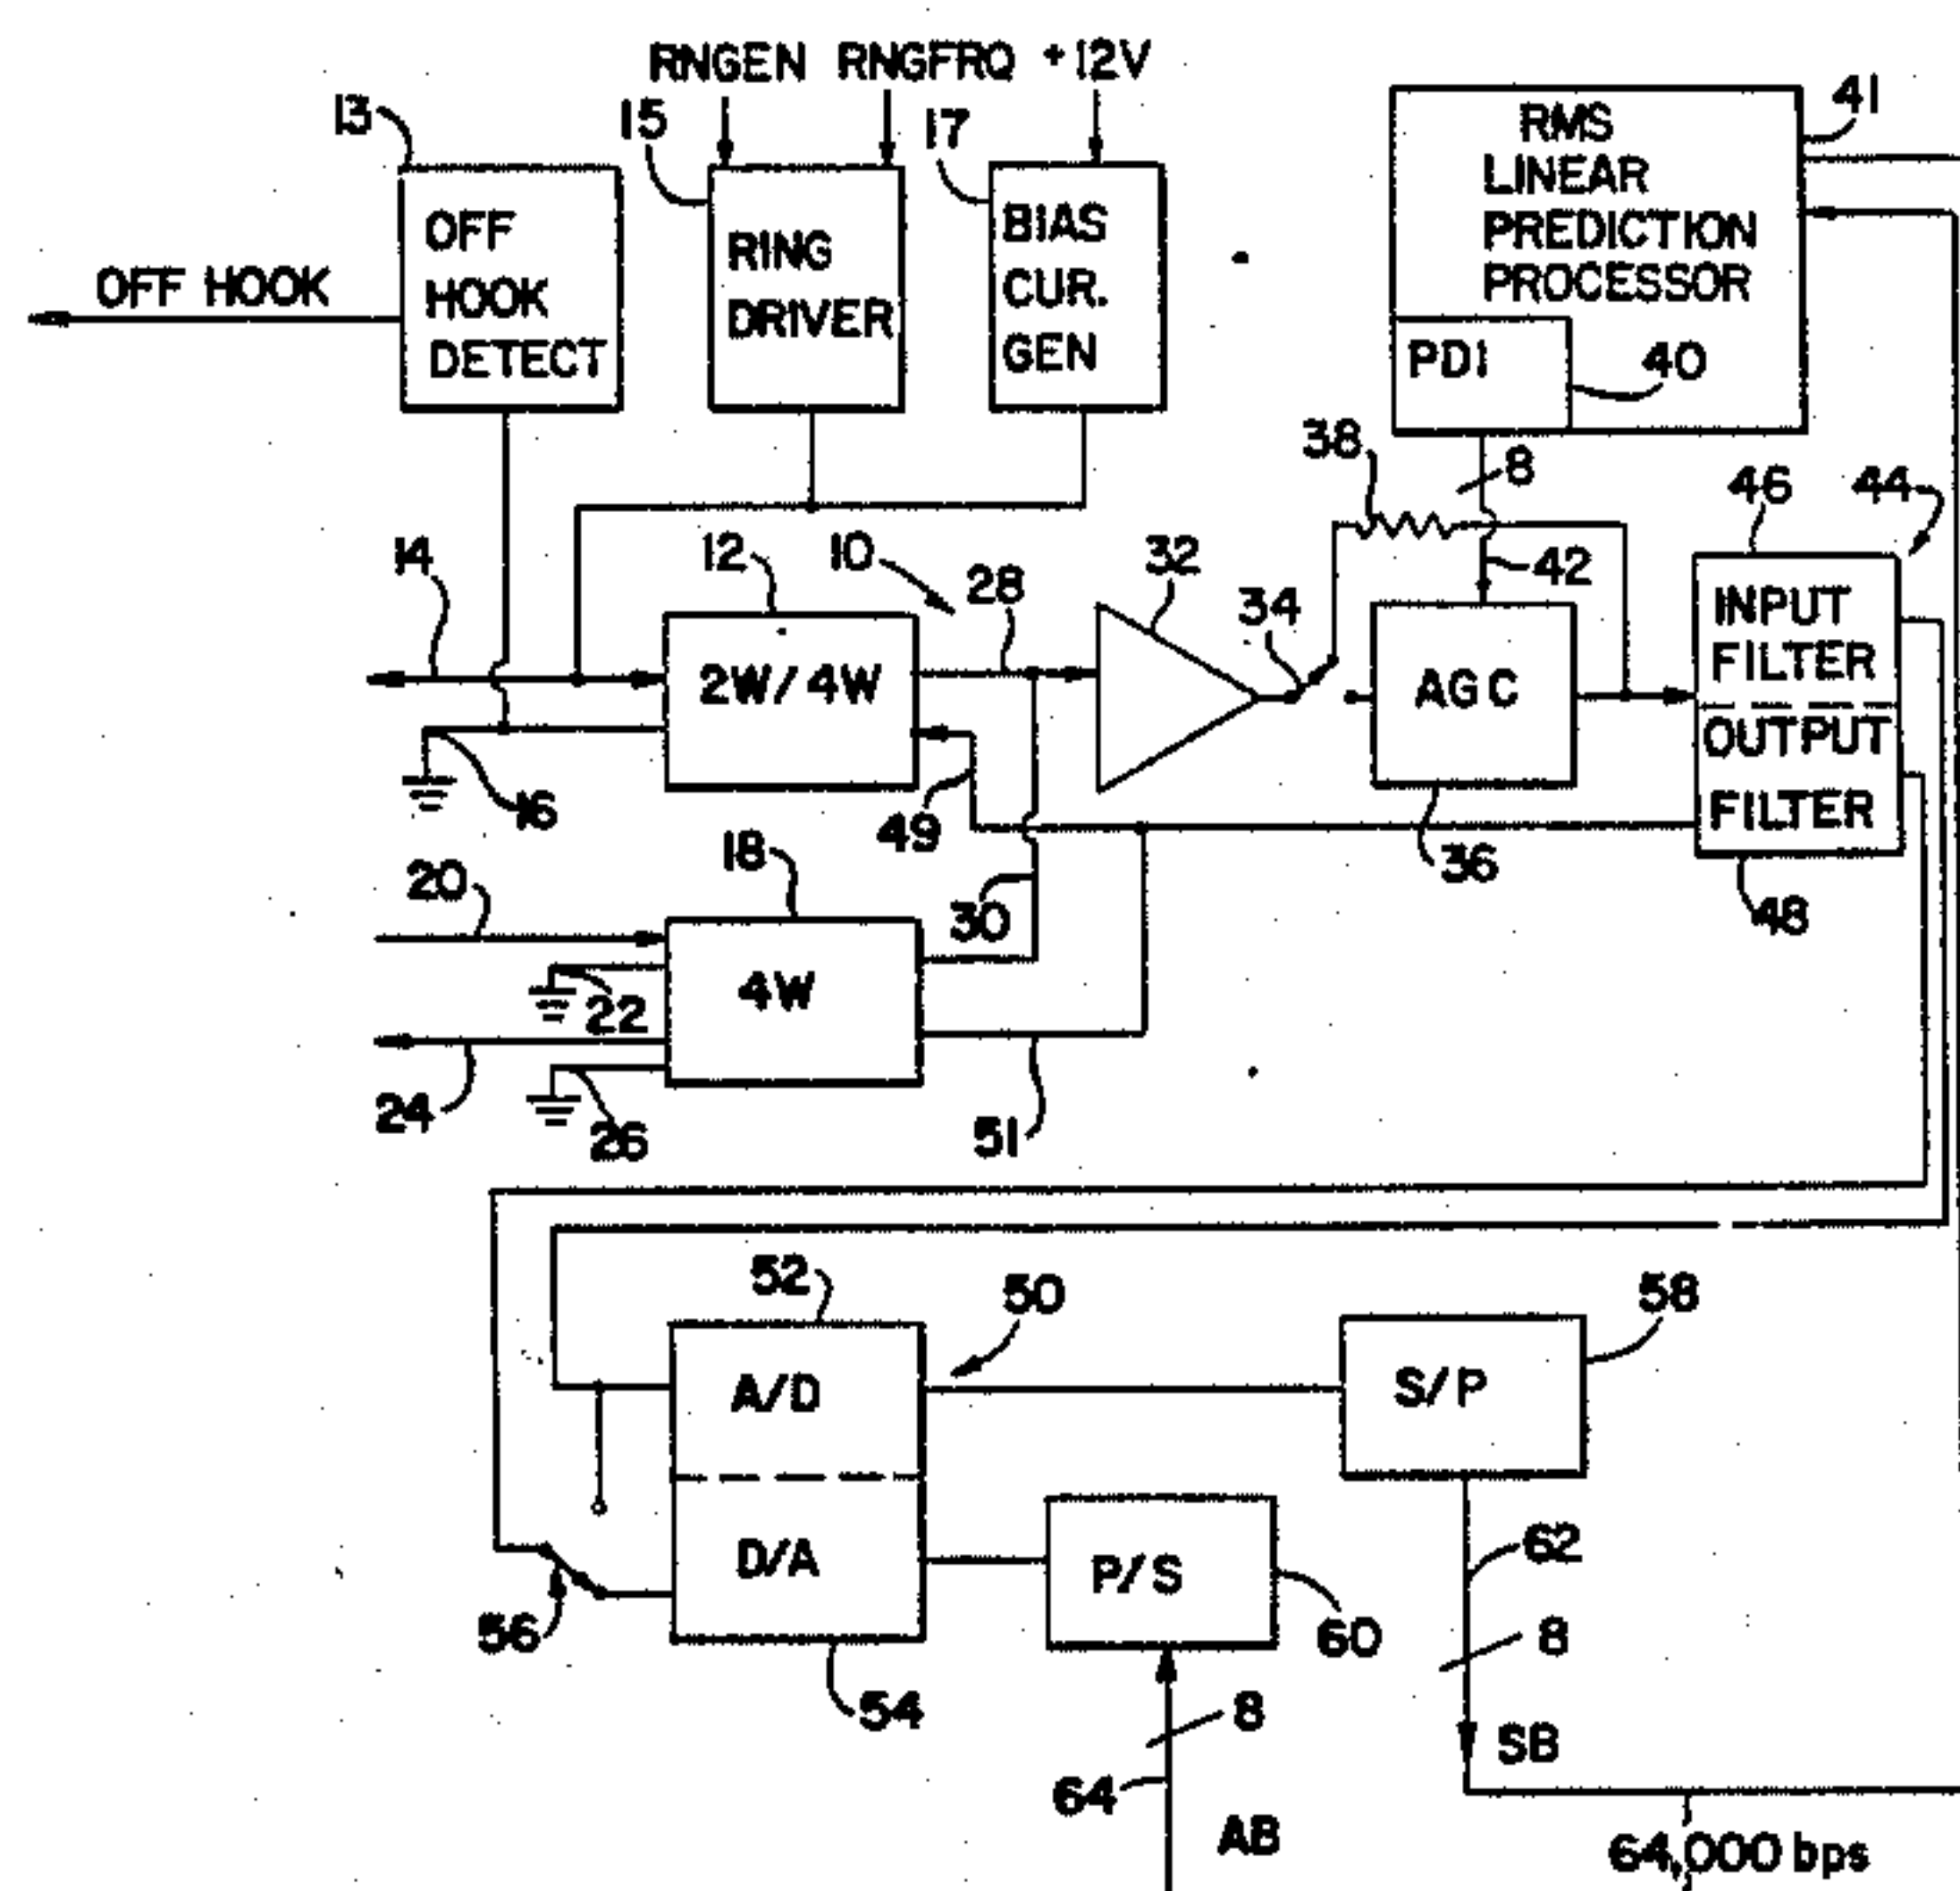 RNGEN RNGFRQ +12V
13
15
17
41
OFF HOOK
OFF
HOOK
DETECT
RING
DRIVER
BIAS
CUR.
GEN
RMS
LINEAR
PREDICTION
PROCESSOR
PDI
40
38
8
46
44
14
12
10
28
32
34
42
2W/4W
AGC
INPUT
FILTER
OUTPUT
FILTER
16
49
36
48
18
20
30
4W
22
24
26
51
52
50
58
A/D
S/P
D/A
P/S
62
56
60
8
54
8
SB
64
AB
64,000 bps